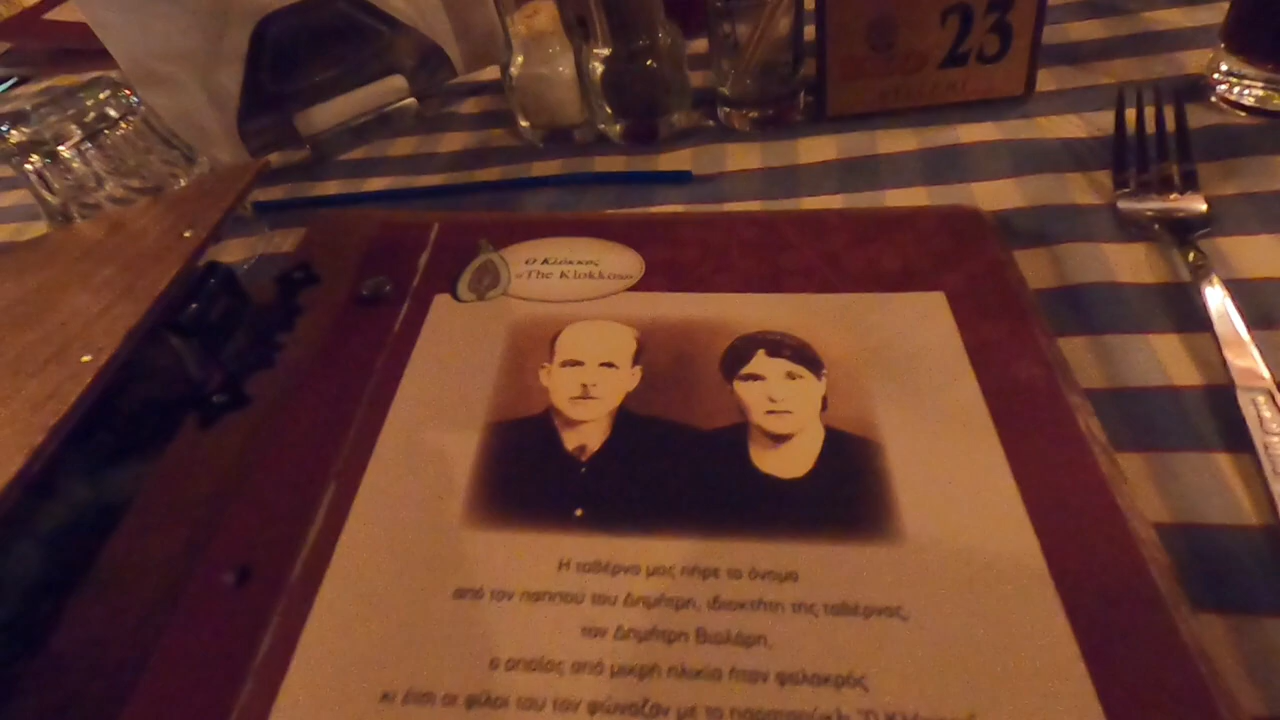 23
Ο Κλόκκος
«The Klokkos»
Η ταβέρνα μας πήρε το όνομα
από τον παππού του Δημήτρη, ιδιοκτήτη της ταβέρνας,
τον Δημήτρη Βιολάρη,
ο οποίος από μικρή ηλικία ήταν φαλακρός
κι έτσι οι φίλοι του τον φώναζαν με το